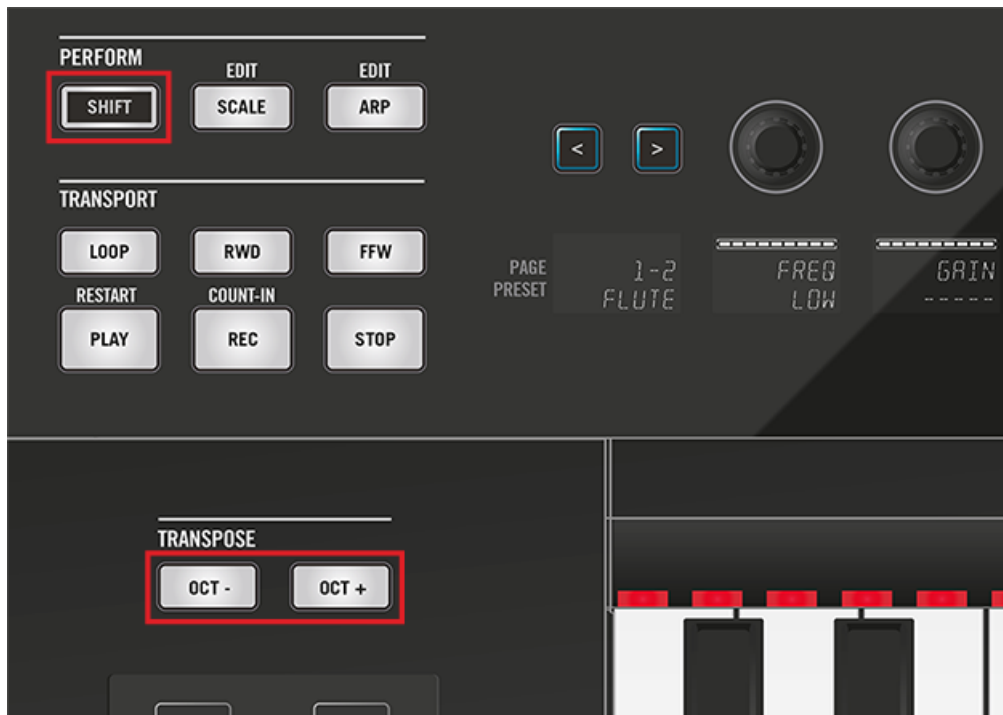 PERFORM
EDIT EDIT
SHIFT SCALE ARP
< >
TRANSPORT
LOOP RWD FFW
RESTART COUNT-IN
PLAY REC STOP
PAGE 1-2 FREQ GAIN
PRESET FLUTE LOW -----
TRANSPOSE
OCT - OCT +